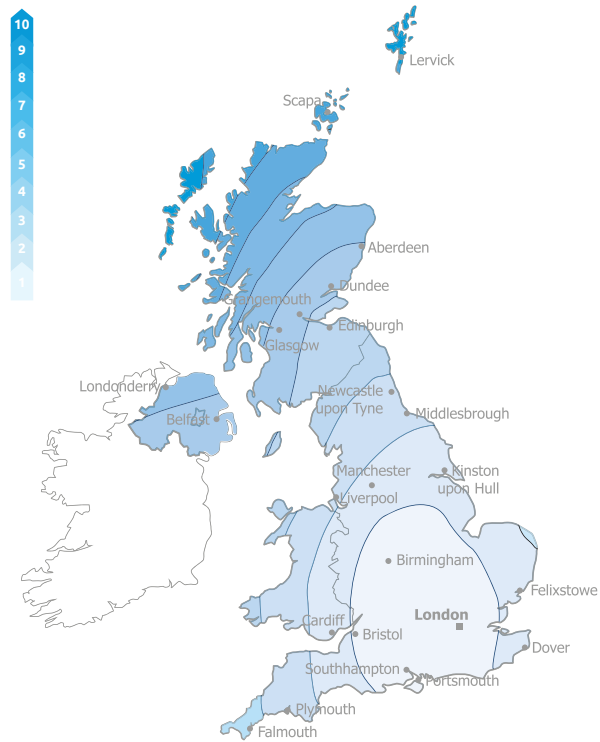 10
9
8
7
6
5
4
3
2
1
Lervick
Scapa
Aberdeen
Dundee
Grangemouth
Edinburgh
Glasgow
Londonderry
Belfast
Newcastle
upon Tyne
Middlesbrough
Manchester
Kinston
upon Hull
Liverpool
Birmingham
Felixstowe
London
Cardiff
Bristol
Dover
Southhampton
Portsmouth
Plymouth
Falmouth